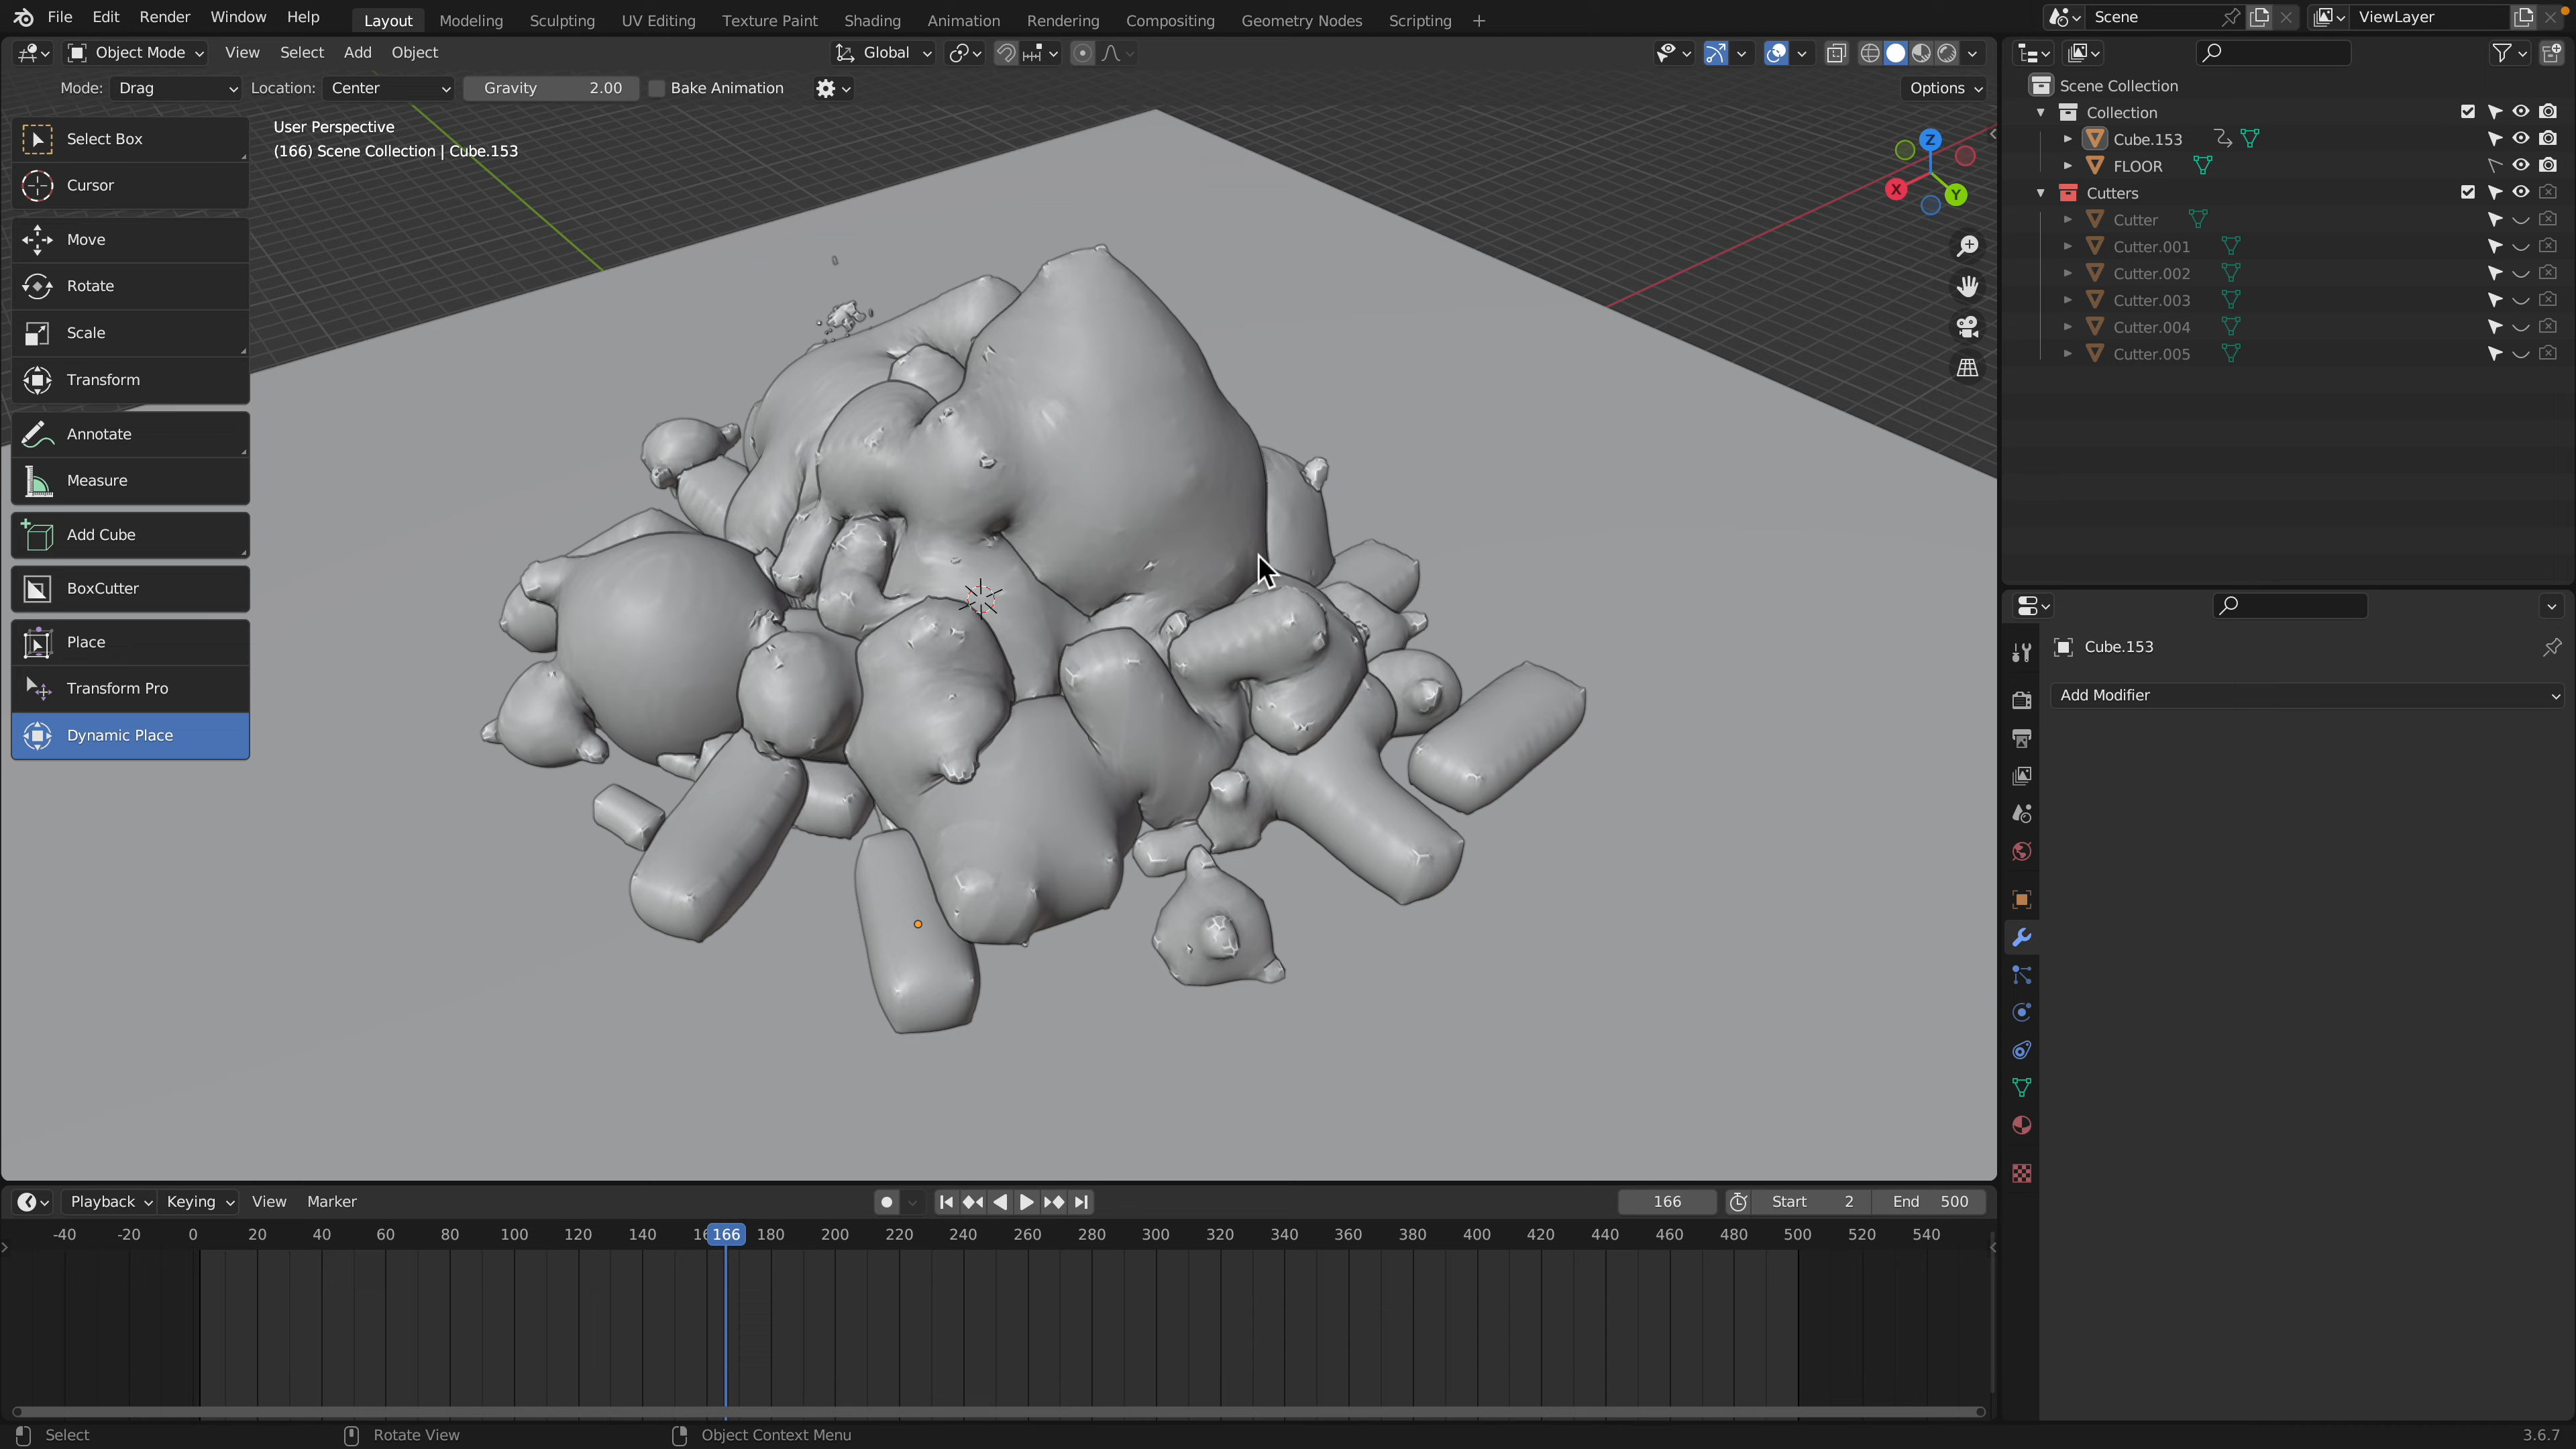 File Edit Render Window Help
Layout Modeling Sculpting UV Editing Texture Paint Shading Animation Rendering Compositing Geometry Nodes Scripting +
Scene
ViewLayer
Object Mode View Select Add Object
Global
Mode: Drag Location: Center Gravity 2.00 Bake Animation
Options
User Perspective
(166) Scene Collection | Cube.153
Select Box
Cursor
Move
Rotate
Scale
Transform
Annotate
Measure
Add Cube
BoxCutter
Place
Transform Pro
Dynamic Place
Z
X
Y
Scene Collection
Collection
Cube.153
FLOOR
Cutters
Cutter
Cutter.001
Cutter.002
Cutter.003
Cutter.004
Cutter.005
Cube.153
Add Modifier
Playback Keying View Marker
166
Start 2
End 500
-40 -20 0 20 40 60 80 100 120 140 16 166 180 200 220 240 260 280 300 320 340 360 380 400 420 440 460 480 500 520 540
Select Rotate View Object Context Menu
3.6.7